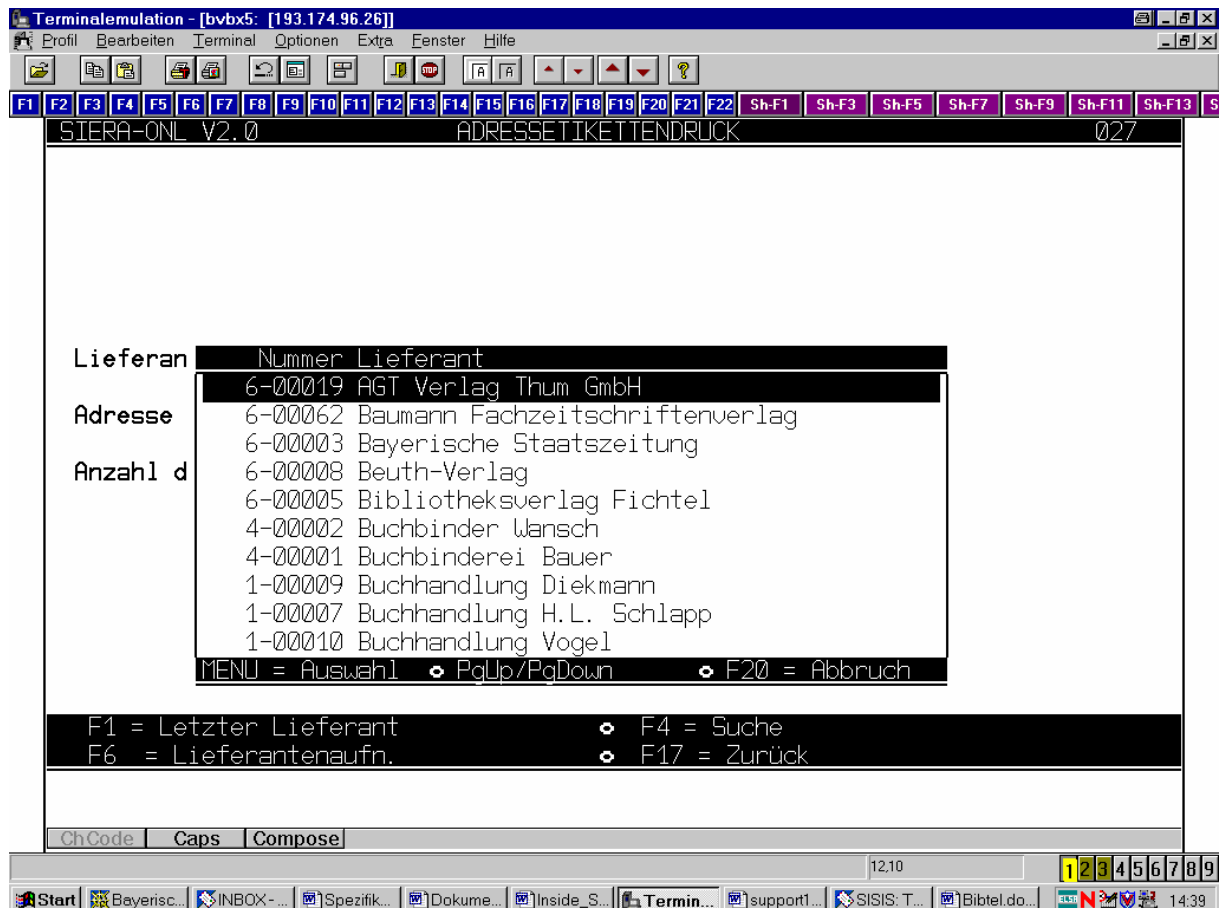 Terminalemulation - [bvbx5: [193.174.96.26]]
Profil Bearbeiten Terminal Optionen Extra Fenster Hilfe
STOP A A ?
F1 F2 F3 F4 F5 F6 F7 F8 F9 F10 F11 F12 F13 F14 F15 F16 F17 F18 F19 F20 F21 F22 Sh-F1 Sh-F3 Sh-F5 Sh-F7 Sh-F9 Sh-F11 Sh-F13 S
SIERA-ONL V2.0 ADRESSETIKETTENDRUCK 027
Lieferan Nummer Lieferant
6-00019 AGT Verlag Thum GmbH
Adresse 6-00062 Baumann Fachzeitschriftenverlag
6-00003 Bayerische Staatszeitung
Anzahl d 6-00008 Beuth-Verlag
6-00005 Bibliotheksverlag Fichtel
4-00002 Buchbinder Wansch
4-00001 Buchbinderei Bauer
1-00009 Buchhandlung Diekmann
1-00007 Buchhandlung H.L. Schlapp
1-00010 Buchhandlung Vogel
MENU = Auswahl o PgUp/PgDown o F20 = Abbruch
F1 = Letzter Lieferant o F4 = Suche
F6 = Lieferantenaufn. o F17 = Zurück
ChCode Caps Compose
12,10 1 2 3 4 5 6 7 8 9
Start Bayerisc... INBOX - ... Spezifik... Dokume... Inside_S... Termin... support1... SISIS: T... Bibtel.do... N 14:39